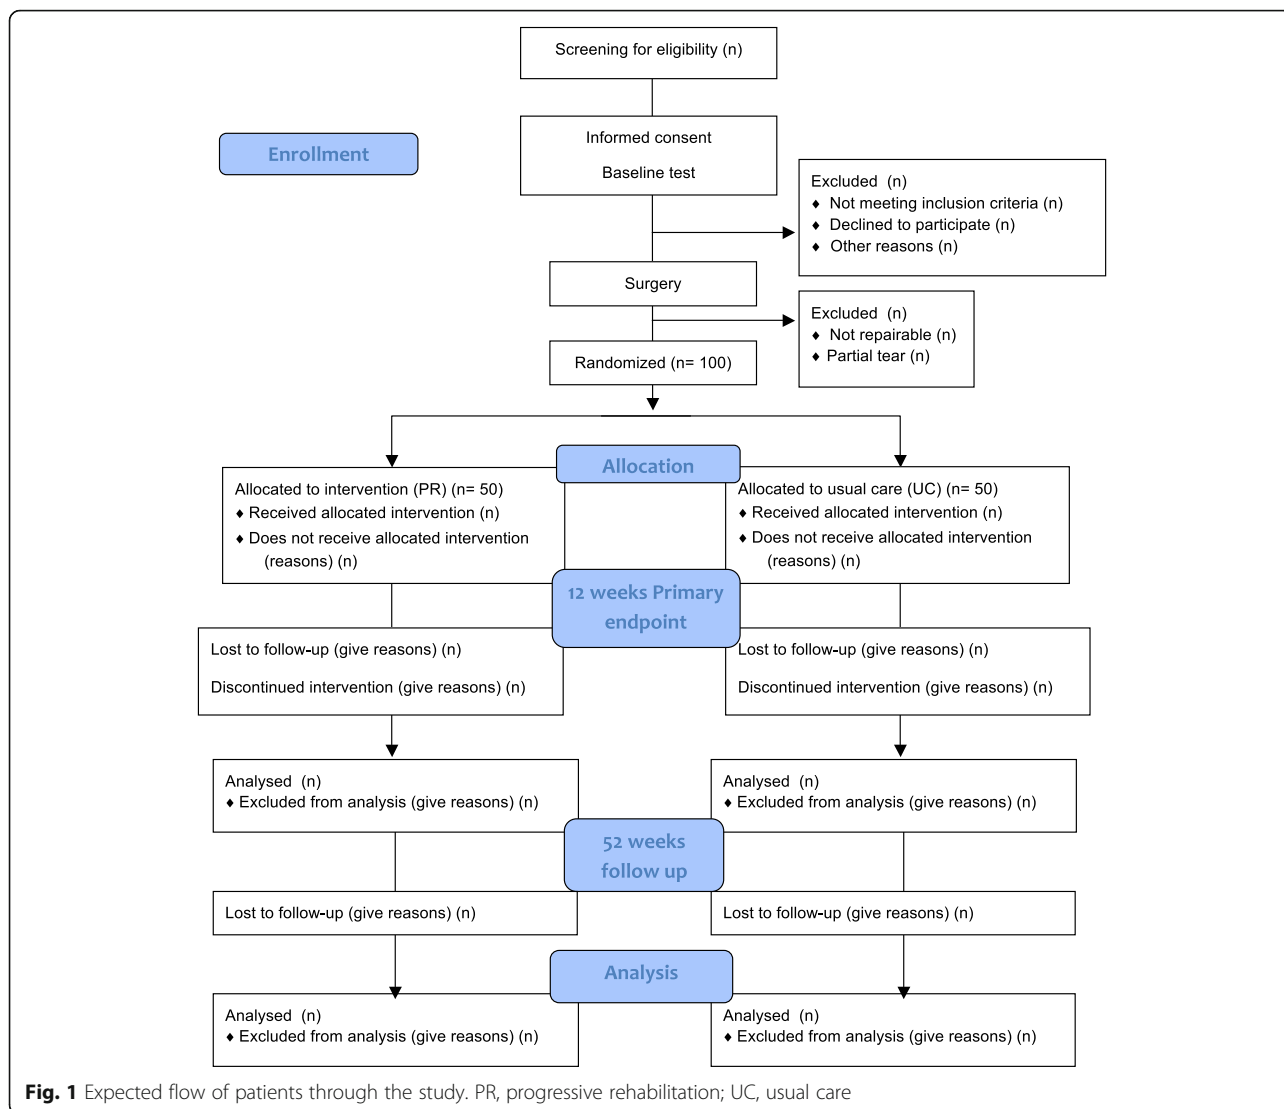 Screening for eligibility (n)
Enrollment
Informed consent
Baseline test
Excluded (n)
♦ Not meeting inclusion criteria (n)
♦ Declined to participate (n)
♦ Other reasons (n)
Surgery
Excluded (n)
♦ Not repairable (n)
♦ Partial tear (n)
Randomized (n= 100)
Allocation
Allocated to intervention (PR) (n= 50)
♦ Received allocated intervention (n)
♦ Does not receive allocated intervention
(reasons) (n)
Allocated to usual care (UC) (n= 50)
♦ Received allocated intervention (n)
♦ Does not receive allocated intervention
(reasons) (n)
12 weeks Primary
endpoint
Lost to follow-up (give reasons) (n)
Discontinued intervention (give reasons) (n)
Lost to follow-up (give reasons) (n)
Discontinued intervention (give reasons) (n)
Analysed (n)
♦ Excluded from analysis (give reasons) (n)
Analysed (n)
♦ Excluded from analysis (give reasons) (n)
52 weeks
follow up
Lost to follow-up (give reasons) (n)
Lost to follow-up (give reasons) (n)
Analysis
Analysed (n)
♦ Excluded from analysis (give reasons) (n)
Analysed (n)
♦ Excluded from analysis (give reasons) (n)
Fig. 1 Expected flow of patients through the study. PR, progressive rehabilitation; UC, usual care